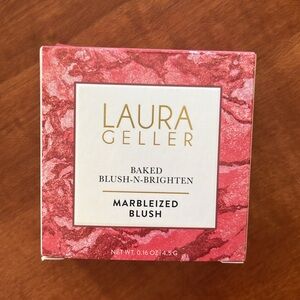 LAURA
GELLER
BAKED
BLUSH-N-BRIGHTEN
MARBLEIZED
BLUSH
NET WT. 0.16 OZ/4.5 G